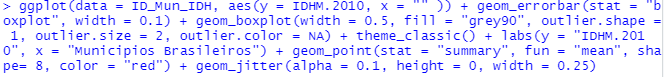 > ggplot(data = ID_Mun_IDH, aes(y = IDHM.2010, x = "" )) + geom_errorbar(stat = "b
oxplot", width = 0.1) + geom_boxplot(width = 0.5, fill = "grey90", outlier.shape =
 1, outlier.size = 2, outlier.color = NA) + theme_classic() + labs(y = "IDHM.201
0", x = "Municipios Brasileiros") + geom_point(stat = "summary", fun = "mean", sha
pe= 8, color = "red") + geom_jitter(alpha = 0.1, height = 0, width = 0.25)